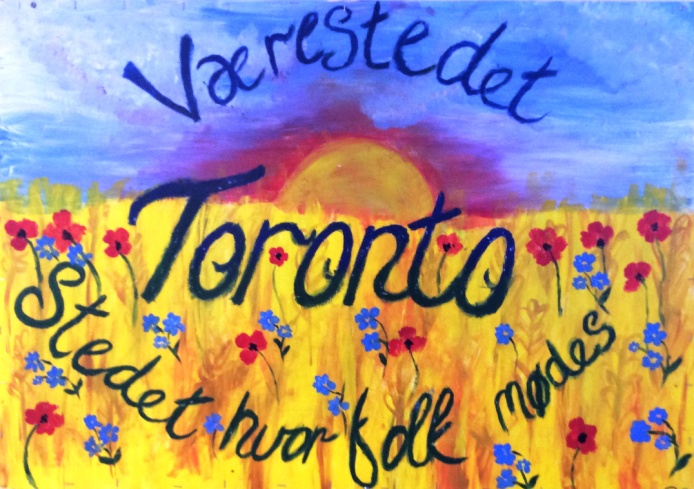 Værestedet
Toronto
Stedet hvor folk mødes